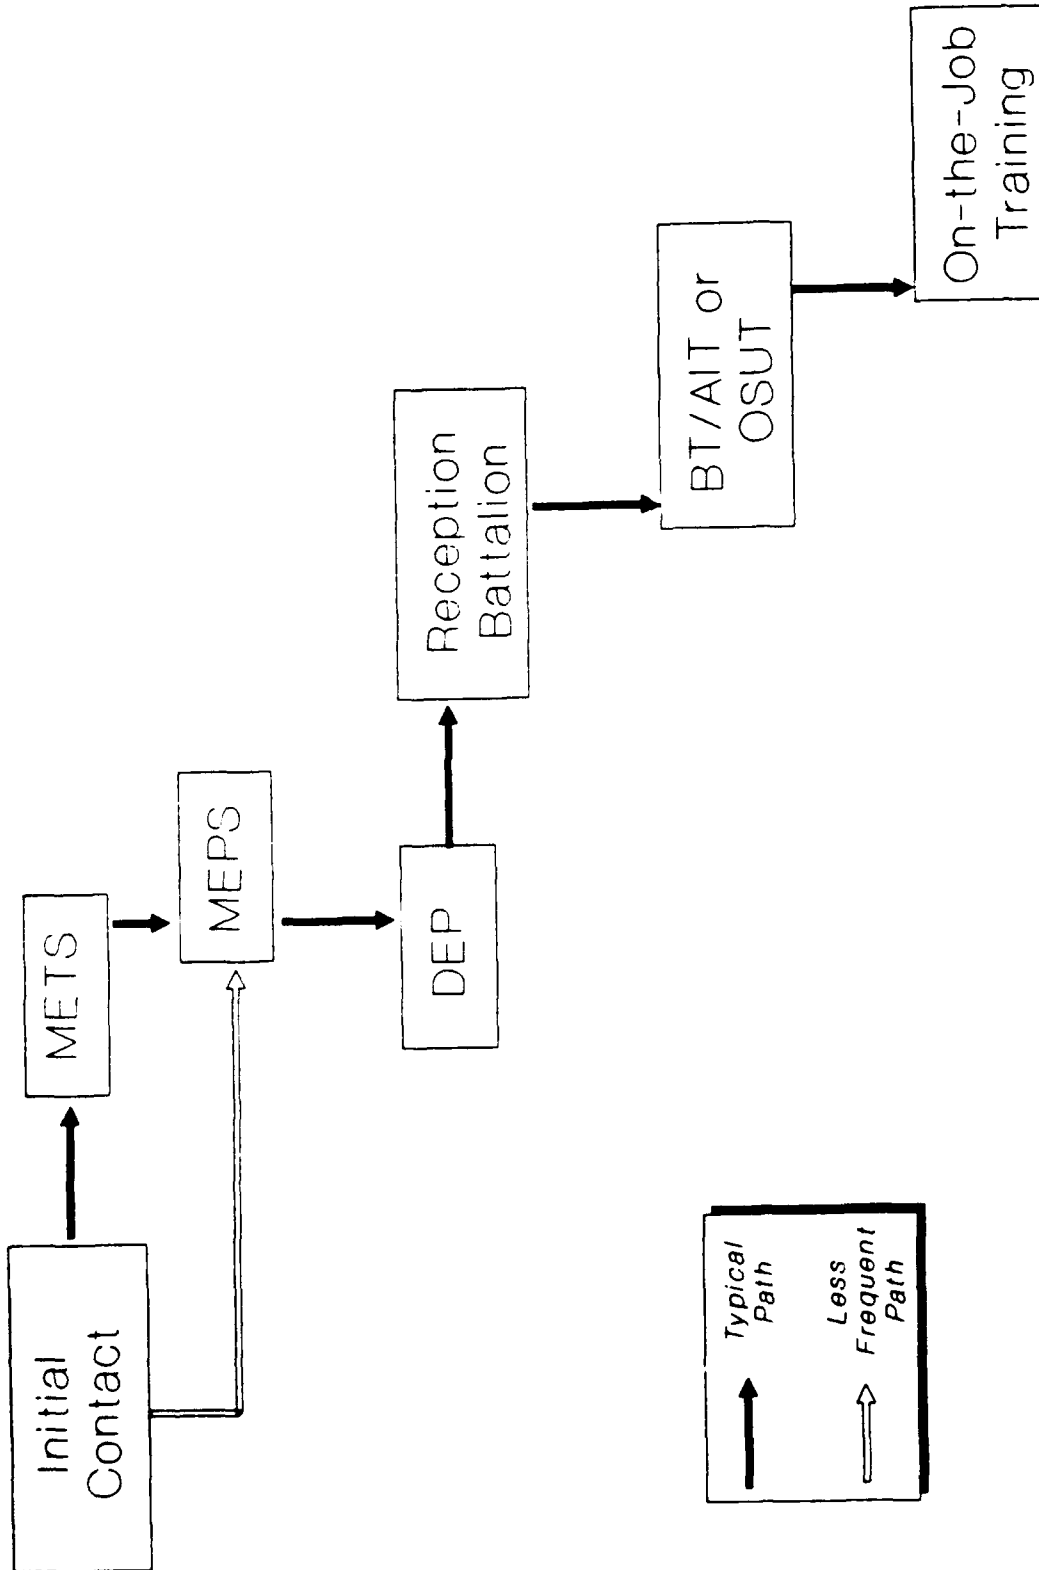 Initial
Contact
METS
MEPS
DEP
Reception
Battalion
BT/AIT or
OSUT
On-the-Job
Training
Typical
Path
Less
Frequent
Path